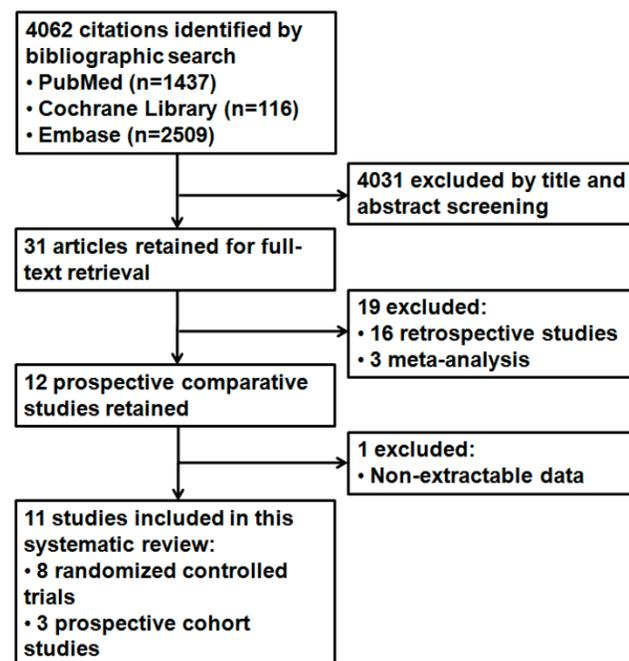 4062 citations identified by
bibliographic search
• PubMed (n=1437)
• Cochrane Library (n=116)
• Embase (n=2509)
4031 excluded by title and
abstract screening
31 articles retained for full-
text retrieval
19 excluded:
• 16 retrospective studies
• 3 meta-analysis
12 prospective comparative
studies retained
1 excluded:
• Non-extractable data
11 studies included in this
systematic review:
• 8 randomized controlled
trials
• 3 prospective cohort
studies